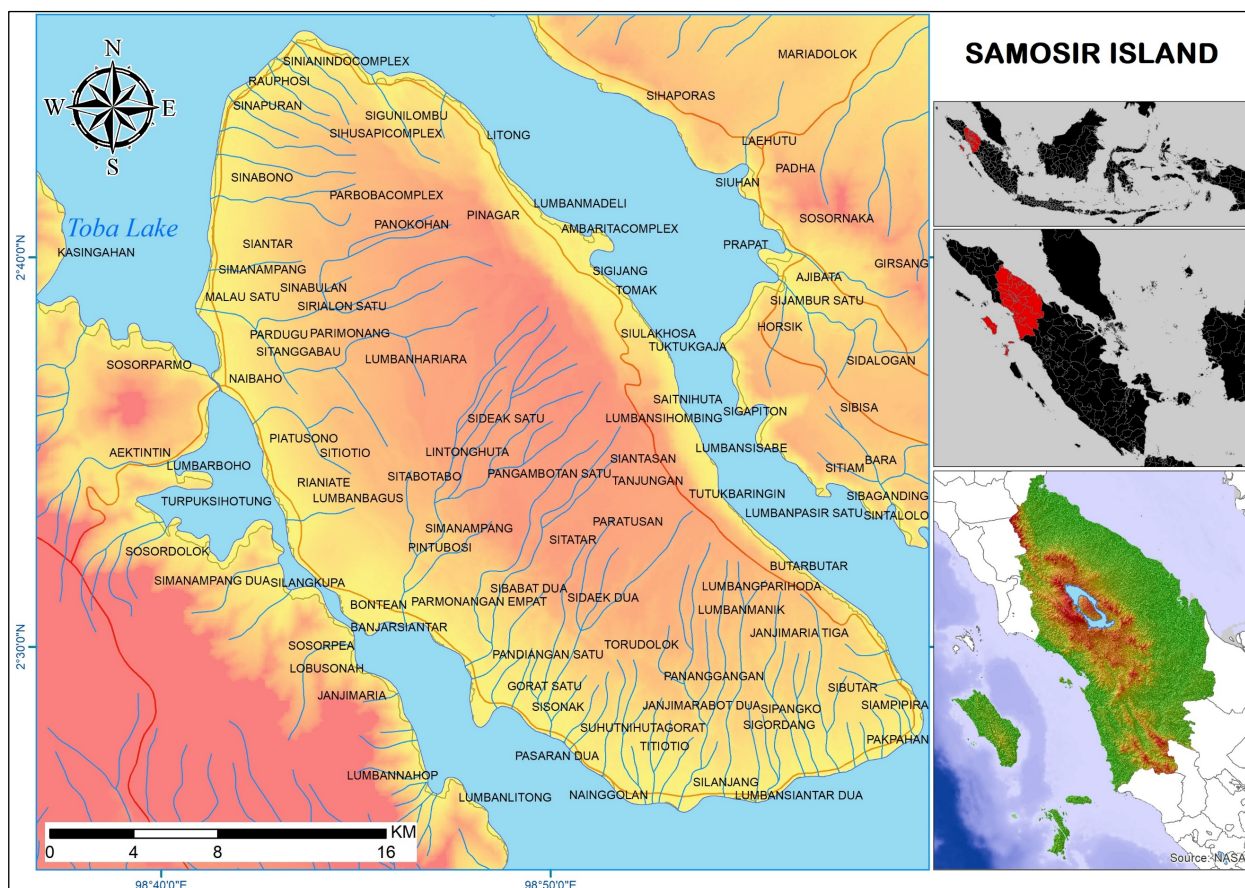 SAMOSIR ISLAND
N
W E
S
Toba Lake
SINIANINDOCOMPLEX
MARIADOLOK
RAUPHOSI
SINAPURAN
SIHAPORAS
SIGUNILOMBU
SIHUSAPICOMPLEX
LITONG
LAEHUTU
PADHA
SINABONO
SIUHAN
PARBOBACOMPLEX
LUMBANMADELI
PINAGAR
SOSORNAKA
PANOKOHAN
AMBARITACOMPLEX
SIANTAR
PRAPAT
KASINGAHAN
GIRSANG
SIMANAMPANG
SIGIJANG
AJIBATA
SINABULAN
TOMAK
MALAU SATU
SIJAMBUR SATU
SIRIALON SATU
HORSIK
PARDUGU
PARIMONANG
SIULAKHOSA
TUKTUKGAJA
SITANGGABAU
LUMBANHARIARA
SIDALOGAN
SOSORPARMO
NAIBAHO
SAITNIHUTA
SIBISA
SIDEAK SATU
LUMBANSIHOMBING
SIGAPITON
PIATUSONO
AEKTINTIN
SITIOTIO
LINTONGHUTA
SIANTASAN
LUMBANSISABE
BARA
LUMBARBOHO
SITIAM
SITABOTABO
PANGAMBOTAN SATU
TANJUNGAN
RIANIATE
TUTUKBARINGIN
SIBAGANDING
TURPUKSIHOTUNG
LUMBANBAGUS
LUMBANPASIR SATU
SINTALOLO
SIMANAMPANG
PARATUSAN
SITATAR
SOSORDOLOK
PINTUBOSI
BUTARBUTAR
SIMANAMPANG DUA
SILANGKUPA
SIBABAT DUA
LUMBANGPARIHODA
SIDAEK DUA
BONTEAN
PARMONANGAN EMPAT
LUMBANMANIK
BANJARSIANTAR
JANJIMARIA TIGA
SOSORPEA
TORUDOLOK
PANDIANGAN SATU
LOBUSONAH
PANANGGANGAN
GORAT SATU
SIBUTAR
JANJIMARIA
SISONAK
JANJIMARABOT DUA
SIPANGKO
SIAMPIPIRA
SUHUTNIHUTAGORAT
SIGORDANG
TITIOTIO
PAKPAHAN
PASARAN DUA
LUMBANNAHOP
SILANJANG
LUMBANLITONG
NAINGGOLAN
LUMBANSIANTAR DUA
KM
0 4 8 16
2°40'0"N
2°30'0"N
98°40'0"E
98°50'0"E
Source: NASA